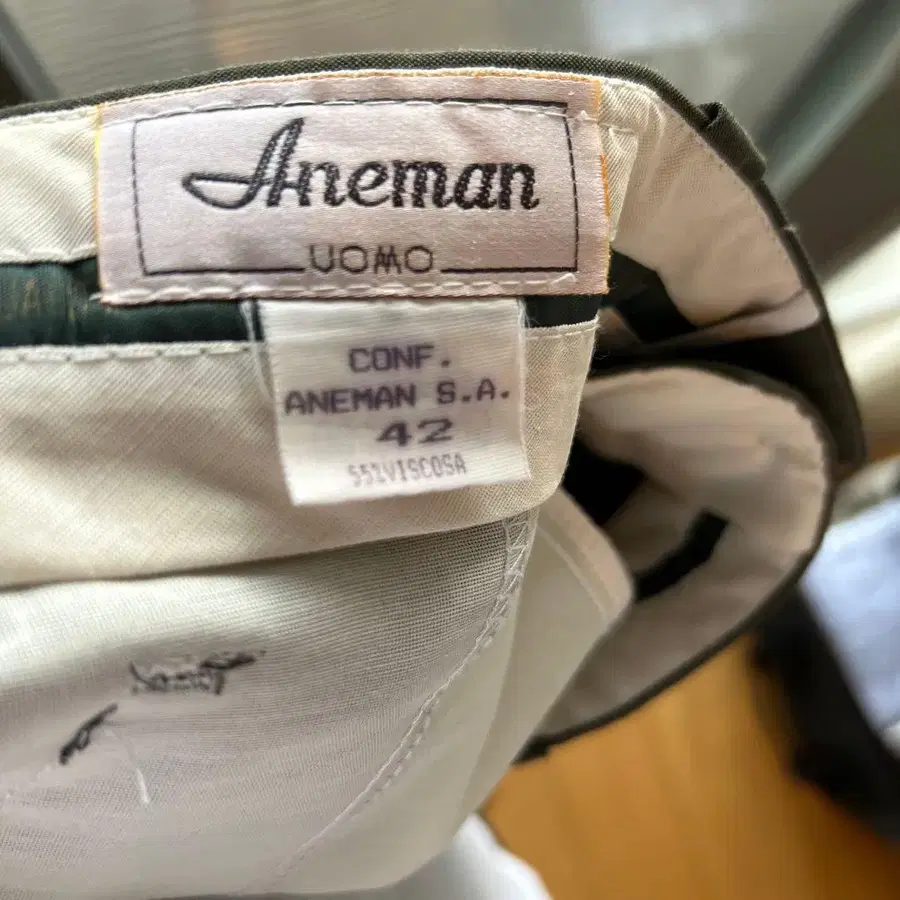 Aneman
UOMO
CONF.
ANEMAN S.A.
42
55%VISCOSA